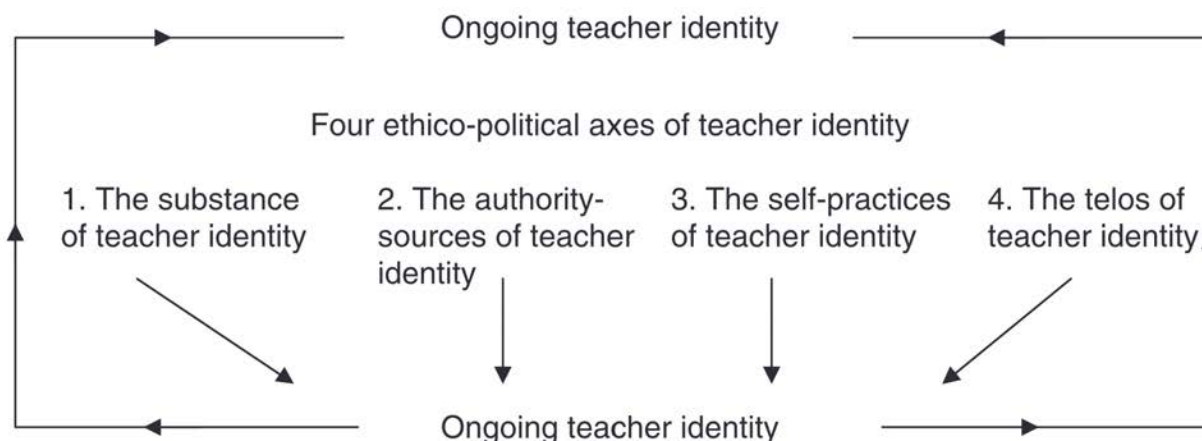 Ongoing teacher identity
Four ethico-political axes of teacher identity
1. The substance
of teacher identity
2. The authority-
sources of teacher
identity
3. The self-practices
of teacher identity
4. The telos of
teacher identity
Ongoing teacher identity